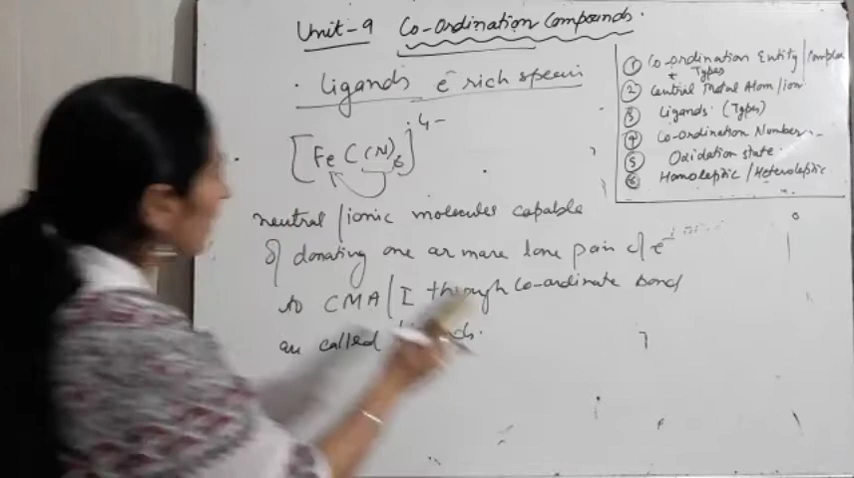 Unit-9 Co-ordination Compounds.
. Ligands e⁻ rich specii
[Fe(CN)6]4-
neutral/ionic molecules capable
of donating one or more lone pair of e⁻
to CMA/I through Co-ordinate bond
are called
① Co-ordination Entity/Complex
+ Types
② Central Metal Atom/ion
③ Ligands (Types)
④ Co-ordination Number
⑤ Oxidation state
⑥ Homoleptic/Heteroleptic